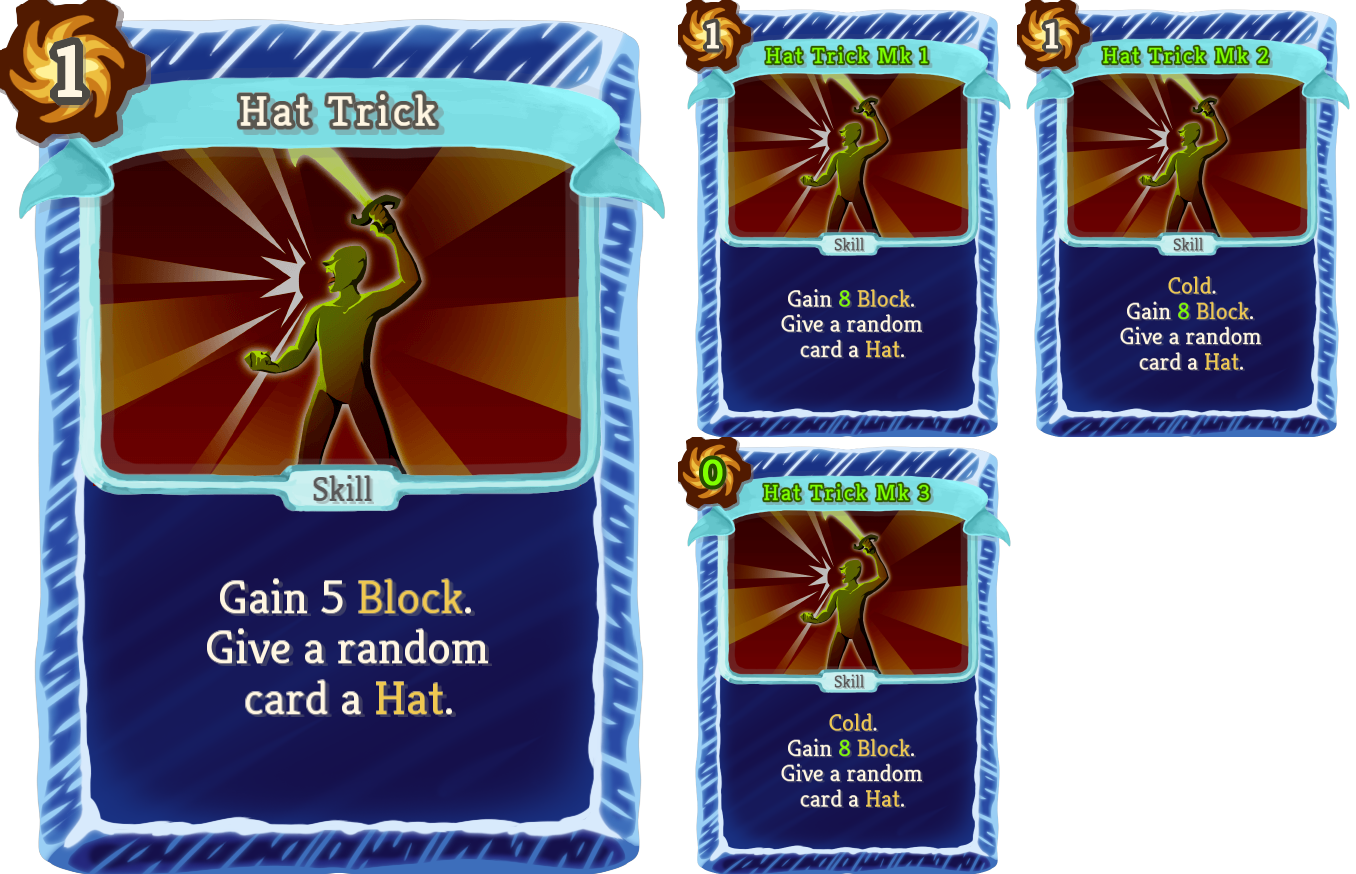 1
Hat Trick
Skill
Gain 5 Block.
Give a random
card a Hat.
1
Hat Trick Mk 1
Skill
Gain 8 Block.
Give a random
card a Hat.
1
Hat Trick Mk 2
Skill
Cold.
Gain 8 Block.
Give a random
card a Hat.
0
Hat Trick Mk 3
Skill
Cold.
Gain 8 Block.
Give a random
card a Hat.